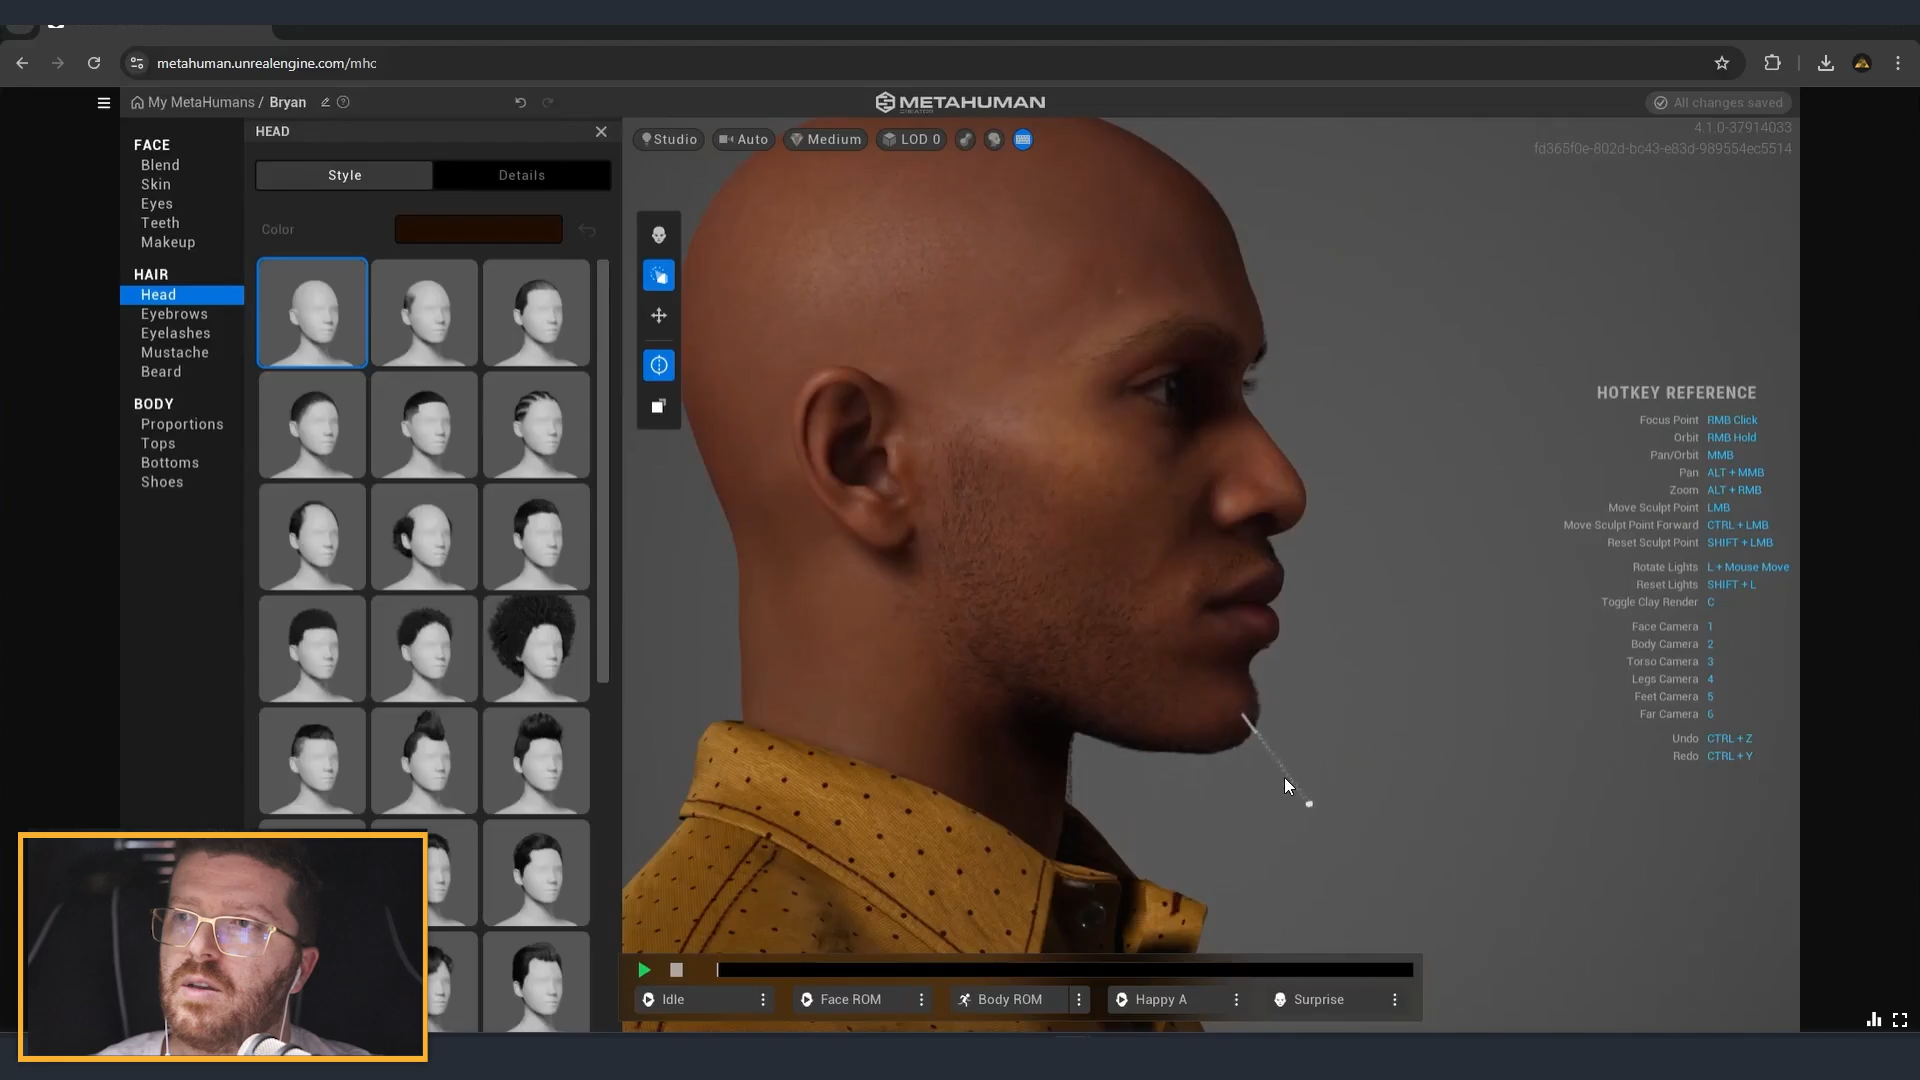 metahuman.unrealengine.com/mhc
My MetaHumans / Bryan
METAHUMAN
CREATOR
All changes saved
4.1.0-37914033
fd365f0e-802d-bc43-e83d-989554ec5514
FACE
Blend
Skin
Eyes
Teeth
Makeup
HAIR
Head
Eyebrows
Eyelashes
Mustache
Beard
BODY
Proportions
Tops
Bottoms
Shoes
HEAD
Style
Details
Color
Studio
Auto
Medium
LOD 0
HOTKEY REFERENCE
Focus Point RMB Click
Orbit RMB Hold
Pan/Orbit MMB
Pan ALT + MMB
Zoom ALT + RMB
Move Sculpt Point LMB
Move Sculpt Point Forward CTRL + LMB
Reset Sculpt Point SHIFT + LMB
Rotate Lights L + Mouse Move
Reset Lights SHIFT + L
Toggle Clay Render C
Face Camera 1
Body Camera 2
Torso Camera 3
Legs Camera 4
Feet Camera 5
Far Camera 6
Undo CTRL + Z
Redo CTRL + Y
Idle
Face ROM
Body ROM
Happy A
Surprise